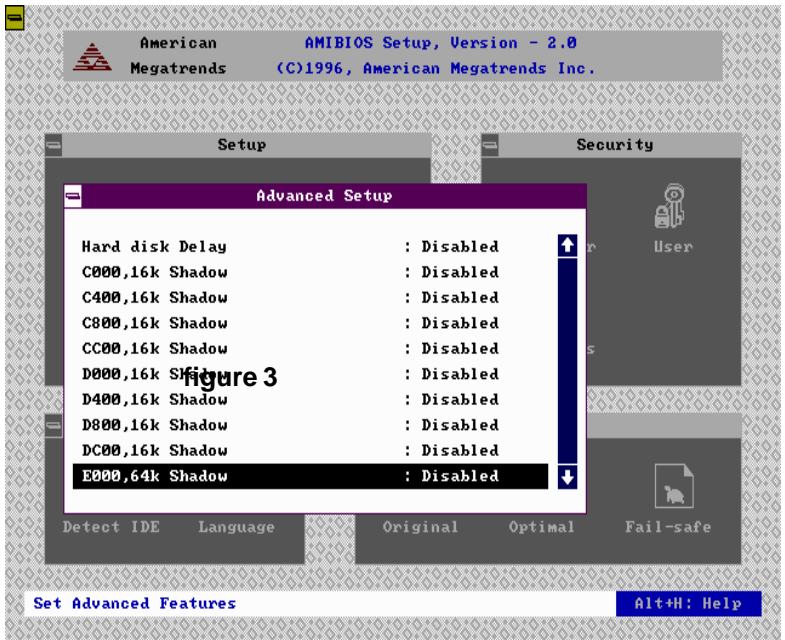 American AMIBIOS Setup, Version - 2.0
Megatrends (C)1996, American Megatrends Inc.
Setup
Security
Advanced Setup
Hard disk Delay : Disabled
C000,16k Shadow : Disabled
C400,16k Shadow : Disabled
C800,16k Shadow : Disabled
CC00,16k Shadow : Disabled
D000,16k Shadow : Disabled
figure 3
D400,16k Shadow : Disabled
D800,16k Shadow : Disabled
DC00,16k Shadow : Disabled
E000,64k Shadow : Disabled
r User
s
Detect IDE Language Original Optimal Fail-safe
Set Advanced Features Alt+H: Help